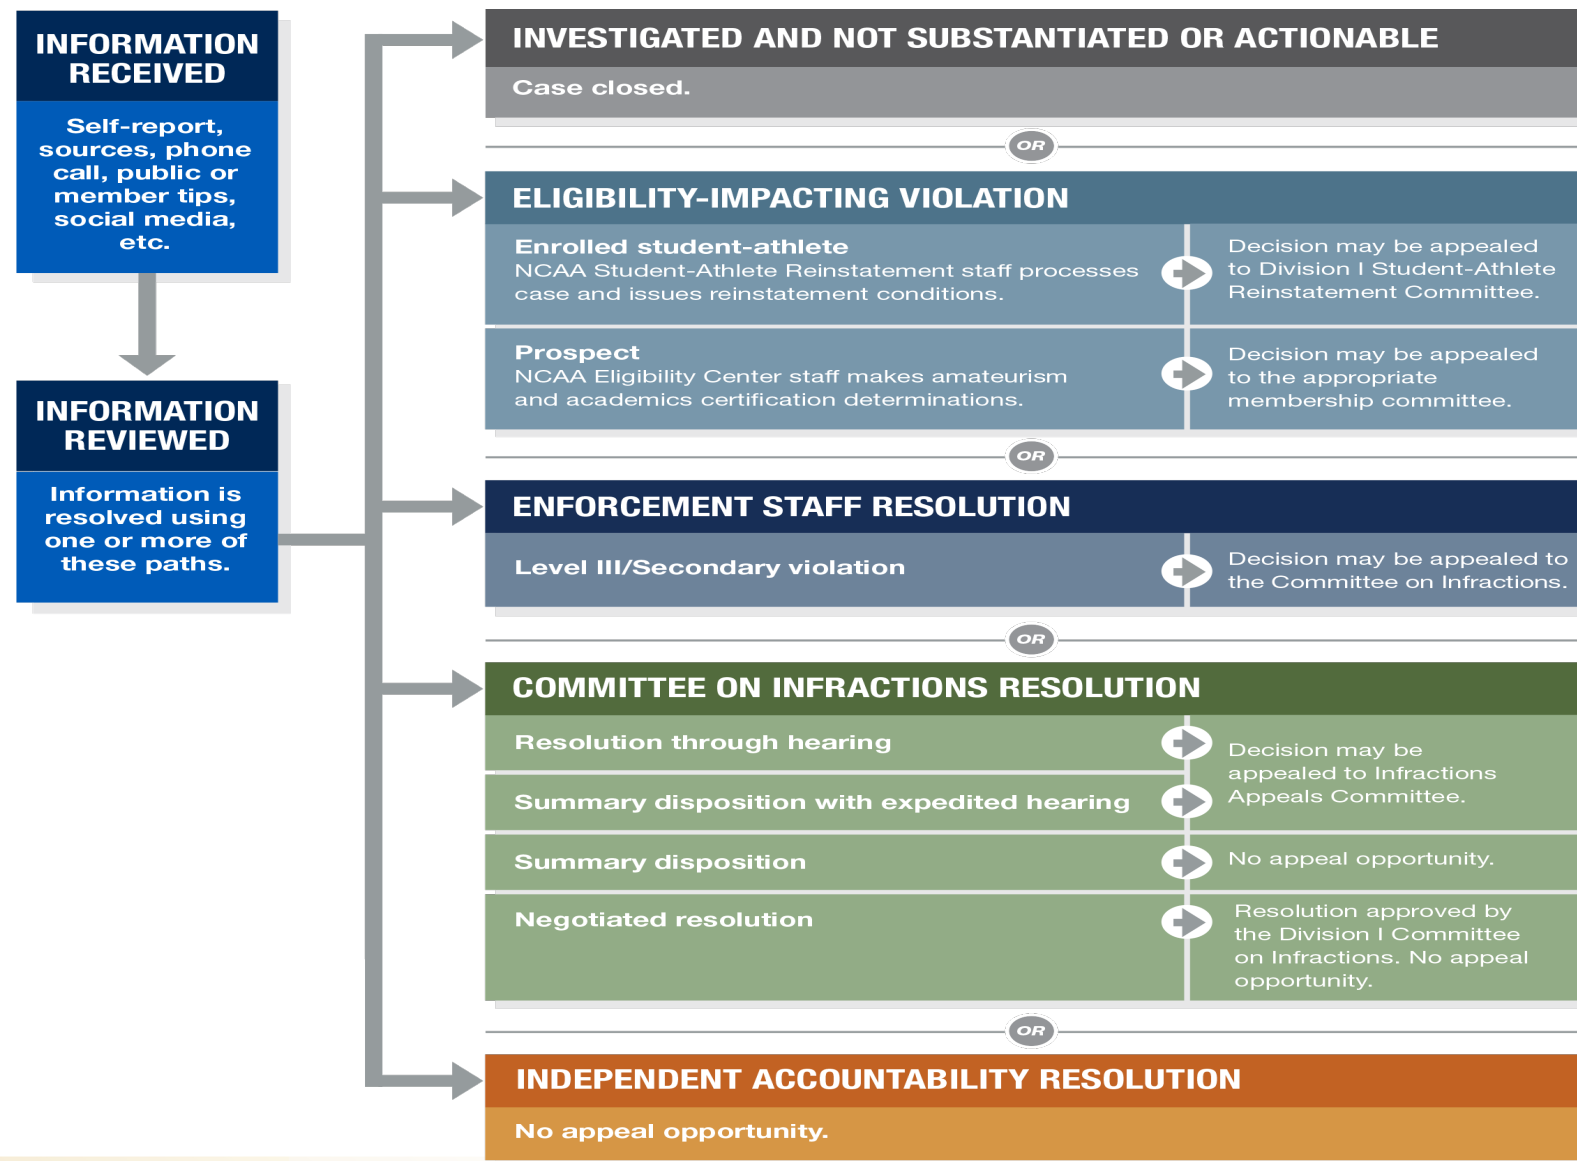 INFORMATION
RECEIVED
Self-report,
sources, phone
call, public or
member tips,
social media,
etc.
INFORMATION
REVIEWED
Information is
resolved using
one or more of
these paths.
INVESTIGATED AND NOT SUBSTANTIATED OR ACTIONABLE
Case closed.
OR
ELIGIBILITY-IMPACTING VIOLATION
Enrolled student-athlete
NCAA Student-Athlete Reinstatement staff processes
case and issues reinstatement conditions.
Decision may be appealed
to Division I Student-Athlete
Reinstatement Committee.
Prospect
NCAA Eligibility Center staff makes amateurism
and academics certification determinations.
Decision may be appealed
to the appropriate
membership committee.
OR
ENFORCEMENT STAFF RESOLUTION
Level III/Secondary violation
Decision may be appealed to
the Committee on Infractions.
OR
COMMITTEE ON INFRACTIONS RESOLUTION
Resolution through hearing
Summary disposition with expedited hearing
Decision may be
appealed to Infractions
Appeals Committee.
Summary disposition
No appeal opportunity.
Negotiated resolution
Resolution approved by
the Division I Committee
on Infractions. No appeal
opportunity.
OR
INDEPENDENT ACCOUNTABILITY RESOLUTION
No appeal opportunity.